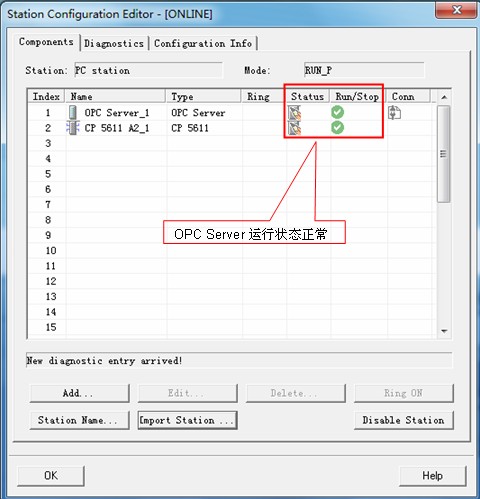 Station Configuration Editor - [ONLINE]
Components Diagnostics Configuration Info
Station: PC station Mode: RUN_P
Index Name Type Ring Status Run/Stop Conn
1 OPC Server_1 OPC Server
2 CP 5611 A2_1 CP 5611
3
4
5
6
7
8
OPC Server 运行状态正常
9
10
11
12
13
14
15
New diagnostic entry arrived!
Add... Edit... Delete... Ring ON
Station Name... Import Station ... Disable Station
OK Help